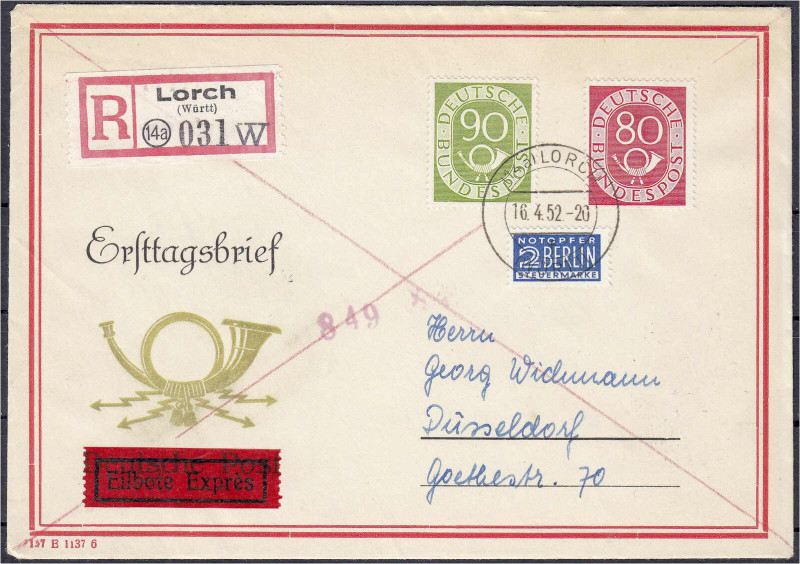 R
Lorch
(Württ)
14a 031 W
DEUTSCHE
90
BUNDESPOST
DEUTSCHE
80
BUNDESPOST
(14a) LORCH
16.4.52.-20
NOTOPFER
2 BERLIN
STEUERMARKE
Ersttagsbrief
849
Herrn
Georg Widmann
Düsseldorf
Goethestr. 70
Deutsche Post
Eilbote Exprès
E 1137 6